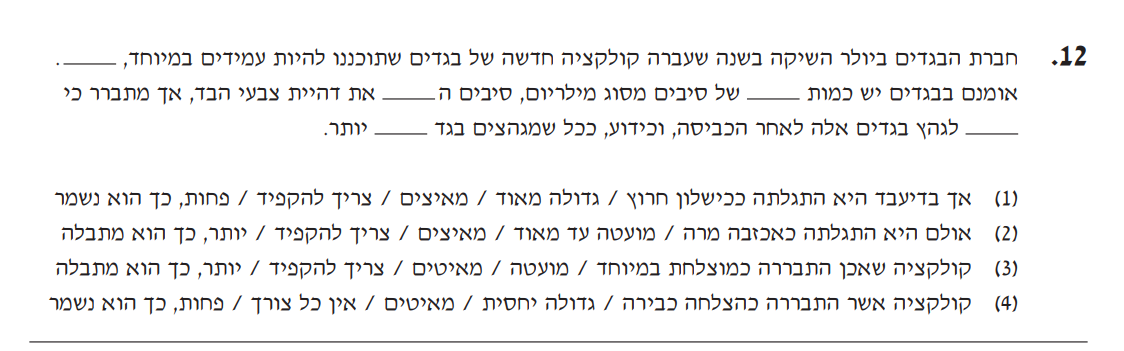 12. חברת הבגדים ביולר השיקה בשנה שעברה קולקציה חדשה של בגדים שתוכננו להיות עמידים במיוחד, _____.
אומנם בבגדים יש כמות _____ של סיבים מסוג מילריום, סיבים ה_____ את דהיית צבעי הבד, אך מתברר כי
_____ לגהץ בגדים אלה לאחר הכביסה, וכידוע, ככל שמגהצים בגד _____ יותר.
(1) אך בדיעבד היא התגלתה ככישלון חרוץ / גדולה מאוד / מאיצים / צריך להקפיד / פחות, כך הוא נשמר
(2) אולם היא התגלתה כאכזבה מרה / מועטה עד מאוד / מאיצים / צריך להקפיד / יותר, כך הוא מתבלה
(3) קולקציה שאכן התבררה כמוצלחת במיוחד / מועטה / מאיטים / צריך להקפיד / יותר, כך הוא מתבלה
(4) קולקציה אשר התבררה כהצלחה כבירה / גדולה יחסית / מאיטים / אין כל צורך / פחות, כך הוא נשמר